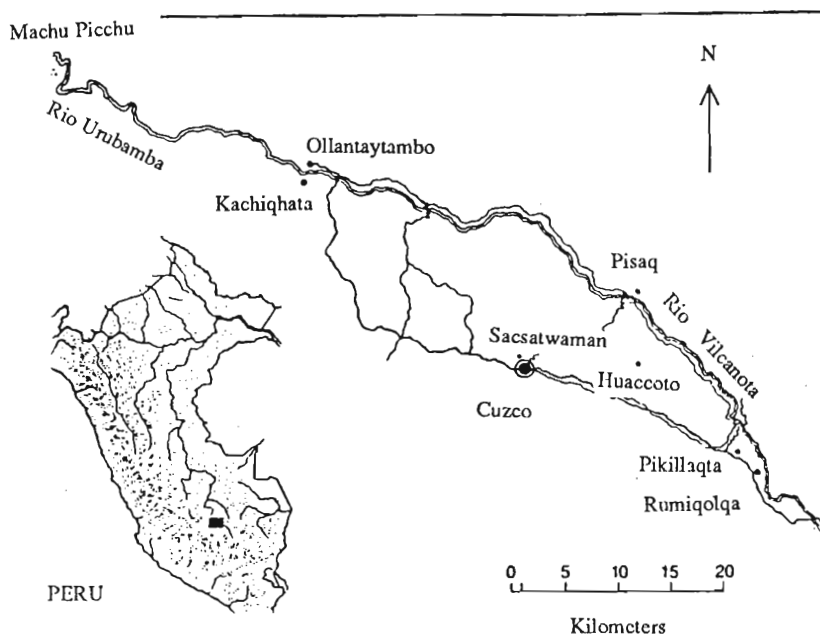 Machu Picchu
N
Rio Urubamba
Ollantaytambo
Kachiqhata
Pisaq
Rio Vilcanota
Sacsatwaman
Huaccoto
Cuzco
Pikillaqta
Rumiqolqa
0 5 10 15 20
PERU
Kilometers